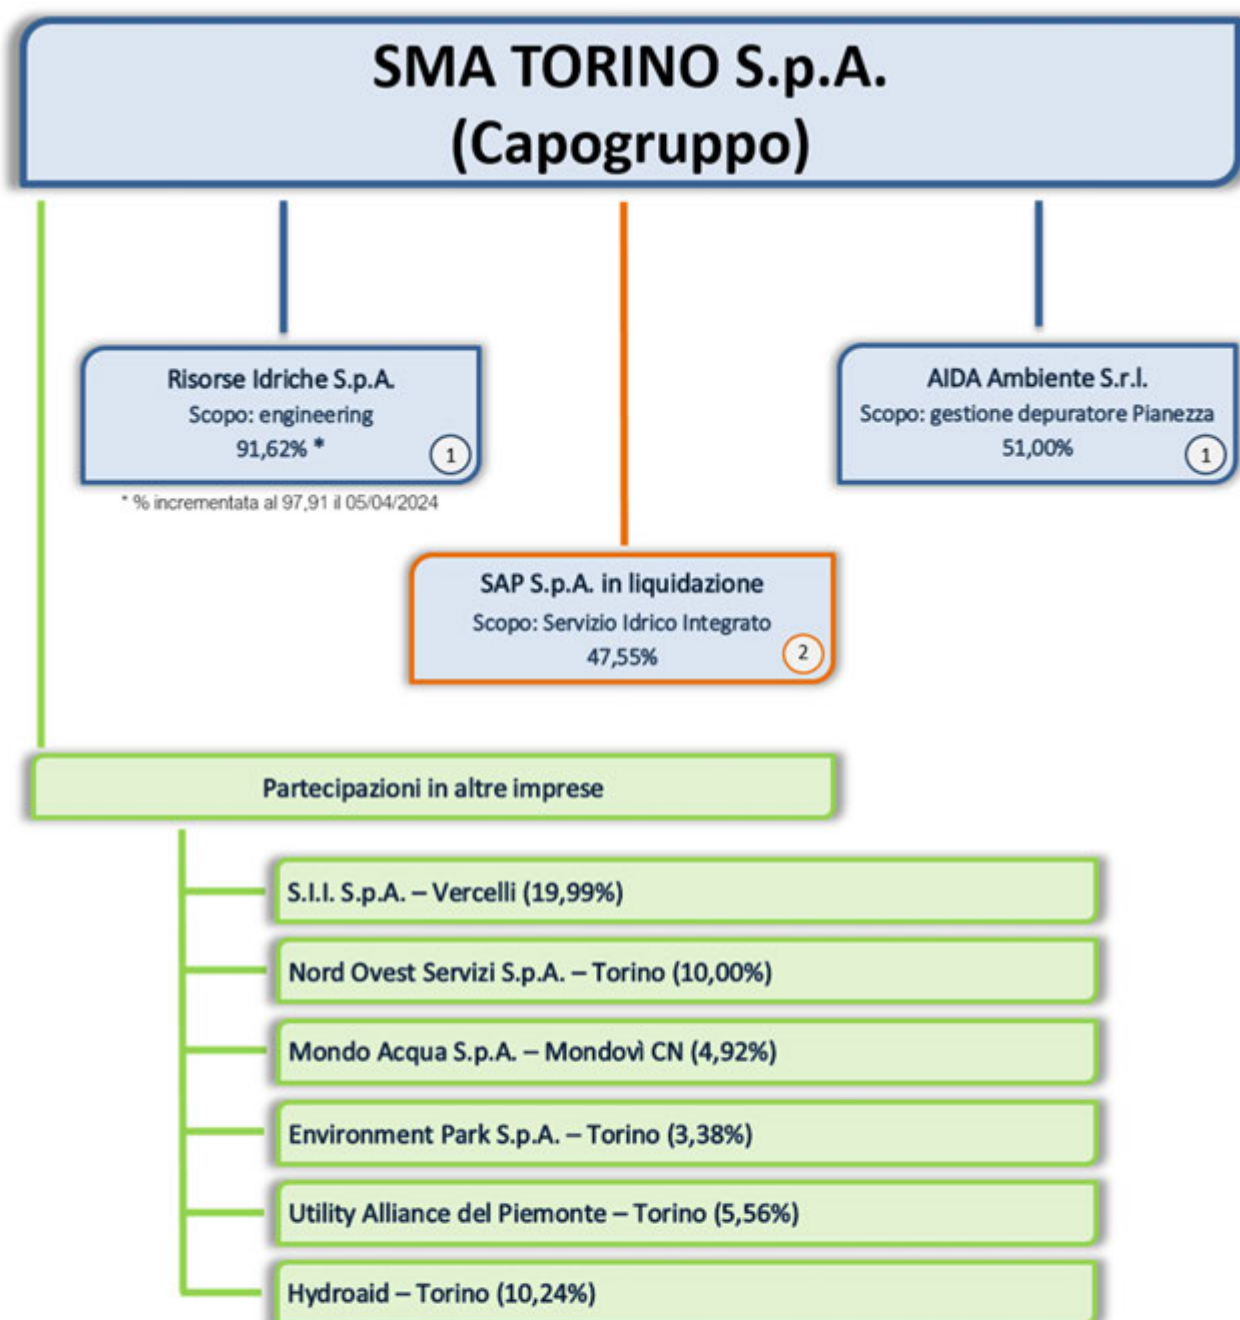 SMA TORINO S.p.A.
(Capogruppo)
Risorse Idriche S.p.A.
Scopo: engineering
91,62% *
1
* % incrementata al 97,91 il 05/04/2024
AIDA Ambiente S.r.l.
Scopo: gestione depuratore Pianezza
51,00%
1
SAP S.p.A. in liquidazione
Scopo: Servizio Idrico Integrato
47,55%
2
Partecipazioni in altre imprese
S.I.I. S.p.A. – Vercelli (19,99%)
Nord Ovest Servizi S.p.A. – Torino (10,00%)
Mondo Acqua S.p.A. – Mondovì CN (4,92%)
Environment Park S.p.A. – Torino (3,38%)
Utility Alliance del Piemonte – Torino (5,56%)
Hydroaid – Torino (10,24%)